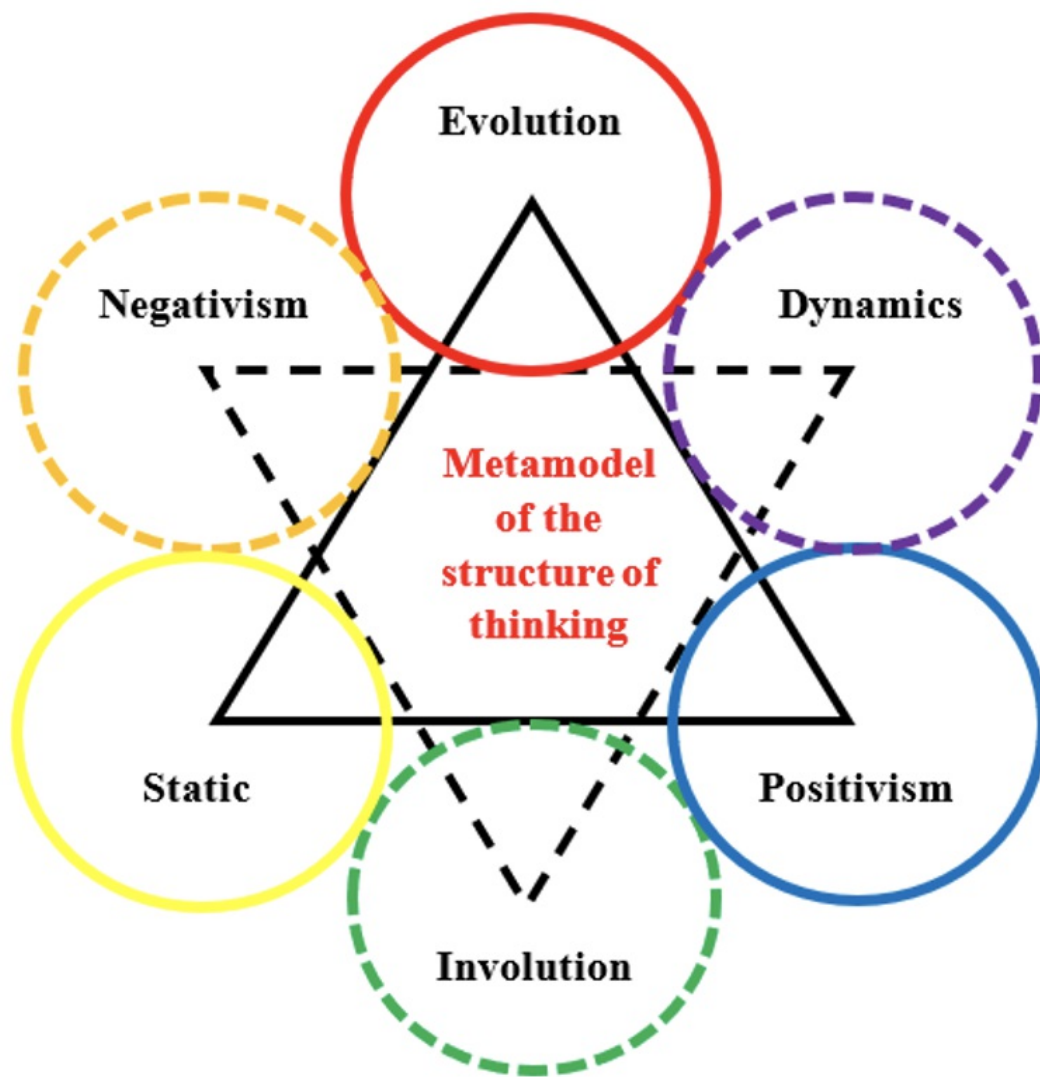 Evolution
Negativism
Dynamics
Metamodel
of the
structure of
thinking
Static
Positivism
Involution